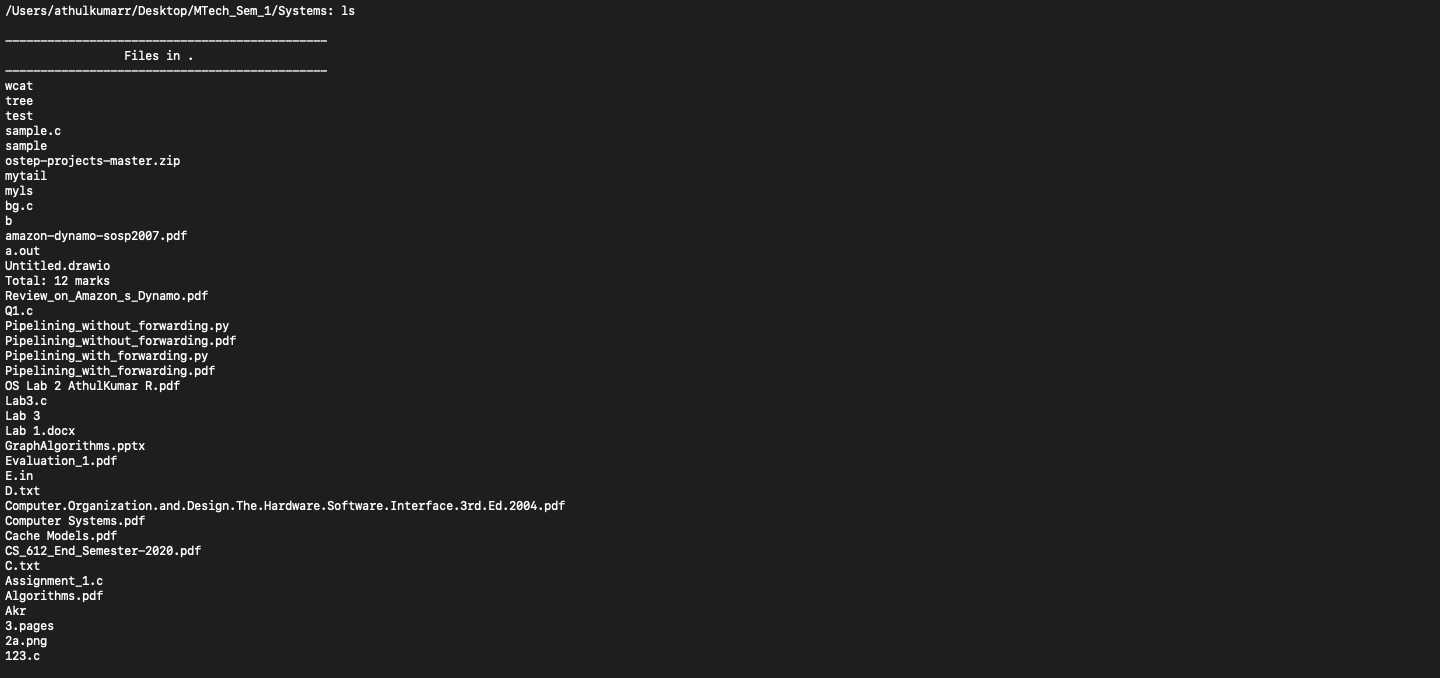 /Users/athulkumarr/Desktop/MTech_Sem_1/Systems: ls
______________________________________________
Files in .
______________________________________________
wcat
tree
test
sample.c
sample
ostep-projects-master.zip
mytail
myls
bg.c
b
amazon-dynamo-sosp2007.pdf
a.out
Untitled.drawio
Total: 12 marks
Review_on_Amazon_s_Dynamo.pdf
Q1.c
Pipelining_without_forwarding.py
Pipelining_without_forwarding.pdf
Pipelining_with_forwarding.py
Pipelining_with_forwarding.pdf
OS Lab 2 AthulKumar R.pdf
Lab3.c
Lab 3
Lab 1.docx
GraphAlgorithms.pptx
Evaluation_1.pdf
E.in
D.txt
Computer.Organization.and.Design.The.Hardware.Software.Interface.3rd.Ed.2004.pdf
Computer Systems.pdf
Cache Models.pdf
CS_612_End_Semester-2020.pdf
C.txt
Assignment_1.c
Algorithms.pdf
Akr
3.pages
2a.png
123.c